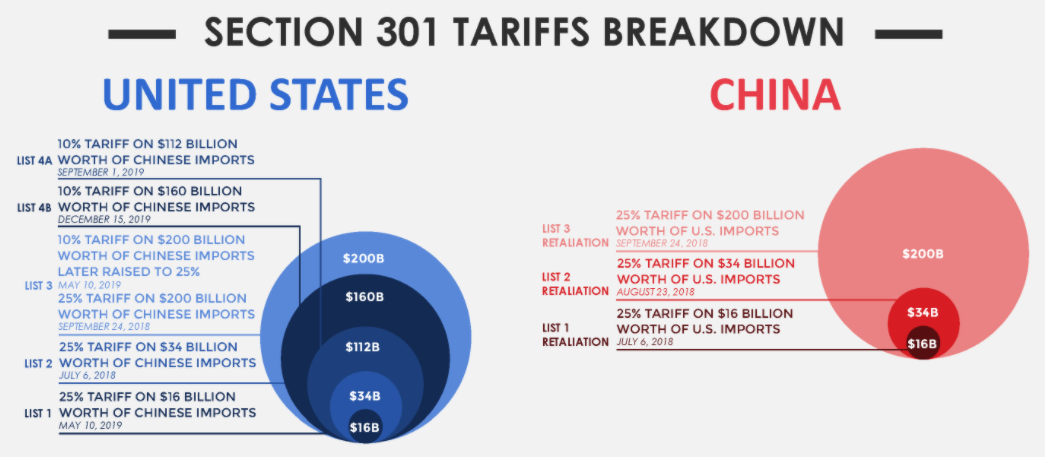 SECTION 301 TARIFFS BREAKDOWN
UNITED STATES
10% TARIFF ON $112 BILLION
LIST 4A WORTH OF CHINESE IMPORTS
SEPTEMBER 1, 2019
10% TARIFF ON $160 BILLION
LIST 4B WORTH OF CHINESE IMPORTS
DECEMBER 15, 2019
10% TARIFF ON $200 BILLION
WORTH OF CHINESE IMPORTS
LATER RAISED TO 25%
LIST 3 MAY 10, 2019
25% TARIFF ON $200 BILLION
WORTH OF CHINESE IMPORTS
SEPTEMBER 24, 2018
25% TARIFF ON $34 BILLION
LIST 2 WORTH OF CHINESE IMPORTS
JULY 6, 2018
25% TARIFF ON $16 BILLION
LIST 1 WORTH OF CHINESE IMPORTS
MAY 10, 2019
$200B
$160B
$112B
$34B
$16B
CHINA
25% TARIFF ON $200 BILLION
LIST 3 WORTH OF U.S. IMPORTS
RETALIATION SEPTEMBER 24, 2018
25% TARIFF ON $34 BILLION
LIST 2 WORTH OF U.S. IMPORTS
RETALIATION AUGUST 23, 2018
25% TARIFF ON $16 BILLION
LIST 1 WORTH OF U.S. IMPORTS
RETALIATION JULY 6, 2018
$200B
$34B
$16B